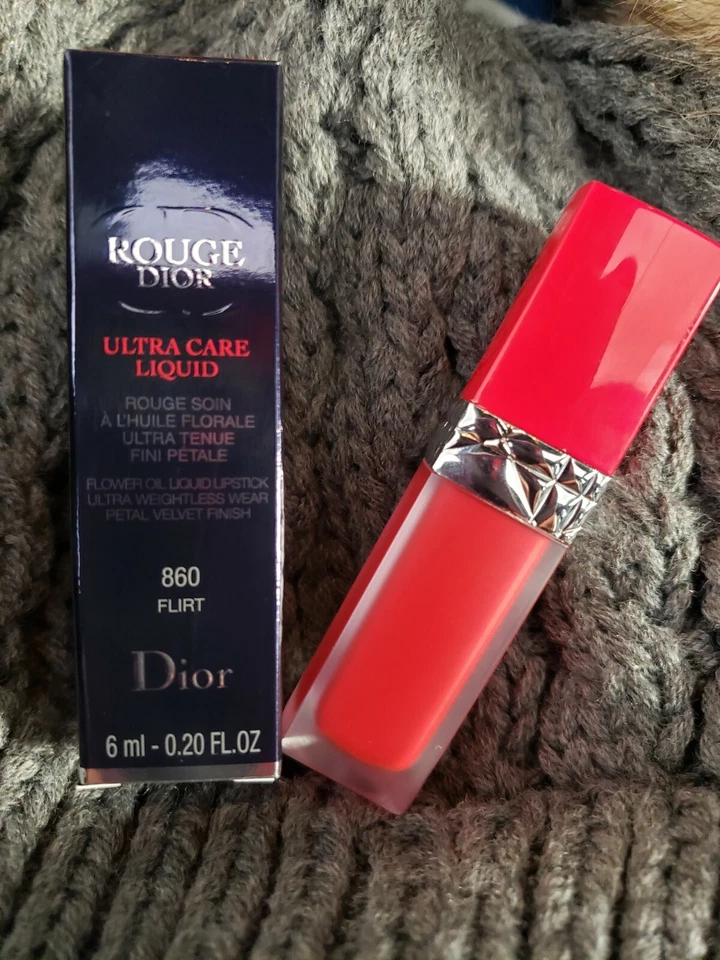 ROUGE
DIOR
ULTRA CARE
LIQUID
ROUGE SOIN
À L'HUILE FLORALE
ULTRA TENUE
FINI PÉTALE
FLOWER OIL LIQUID LIPSTICK
ULTRA WEIGHTLESS WEAR
PETAL VELVET FINISH
860
FLIRT
Dior
6 ml - 0.20 FL.OZ